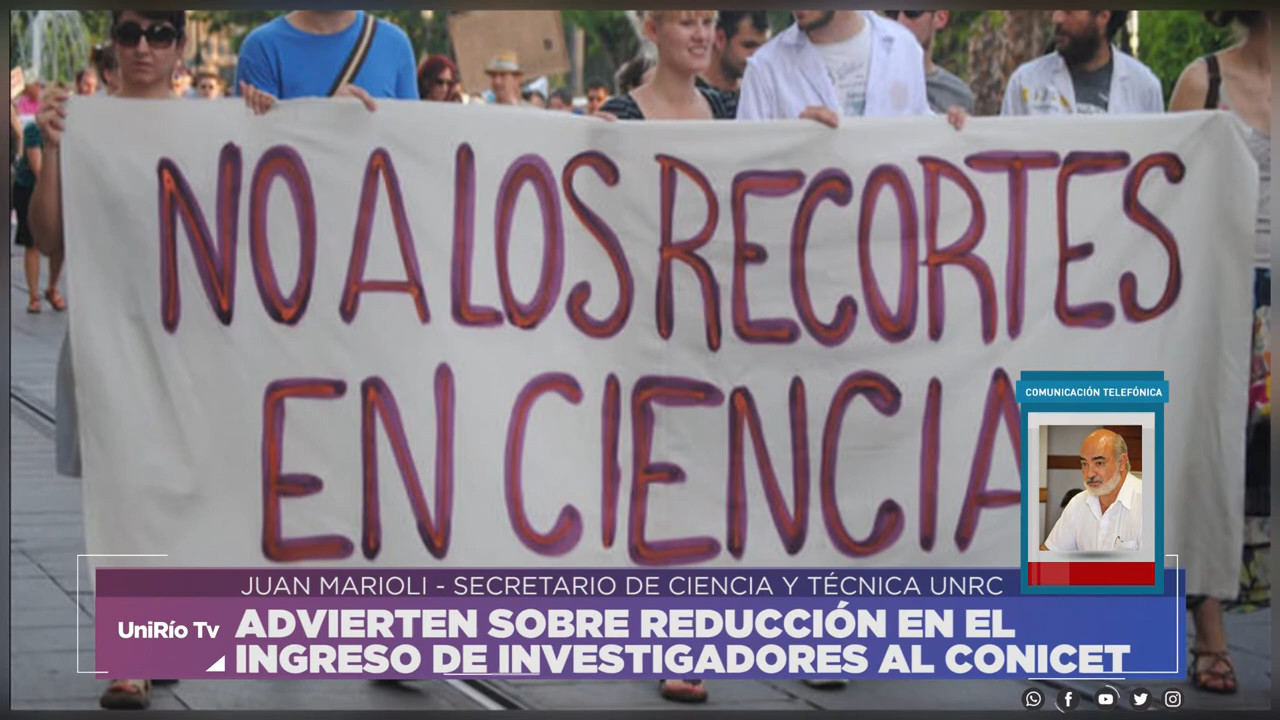 NO A LOS RECORTES
EN CIENCIA
COMUNICACIÓN TELEFÓNICA
JUAN MARIOLI - SECRETARIO DE CIENCIA Y TÉCNICA UNRC
UniRío Tv
ADVIERTEN SOBRE REDUCCIÓN EN EL
INGRESO DE INVESTIGADORES AL CONICET